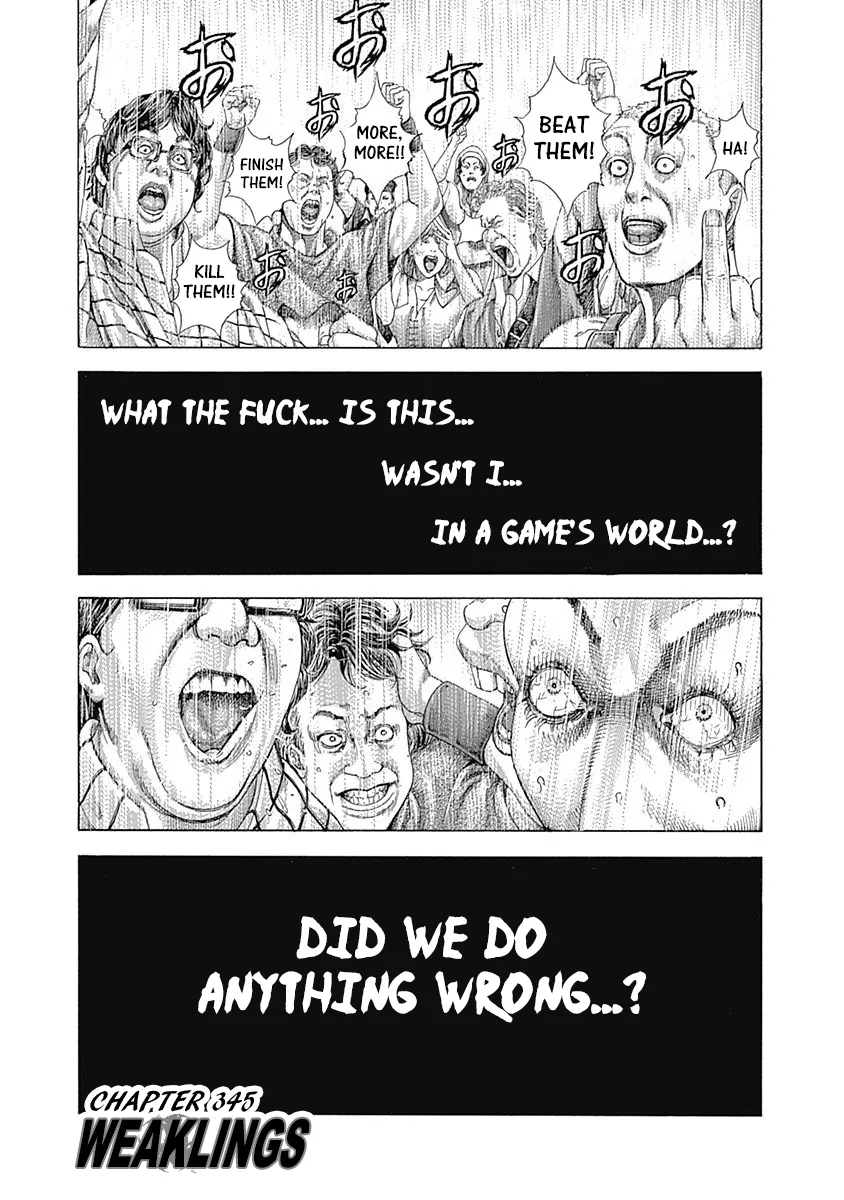 お
お
お
お
お
お
お
お
FINISH
THEM!
MORE,
MORE!!
BEAT
THEM!
HA!
KILL
THEM!!
WHAT THE FUCK... IS THIS...
WASN'T I...
IN A GAME'S WORLD...?
DID WE DO
ANYTHING WRONG...?
CHAPTER 345
WEAKLINGS